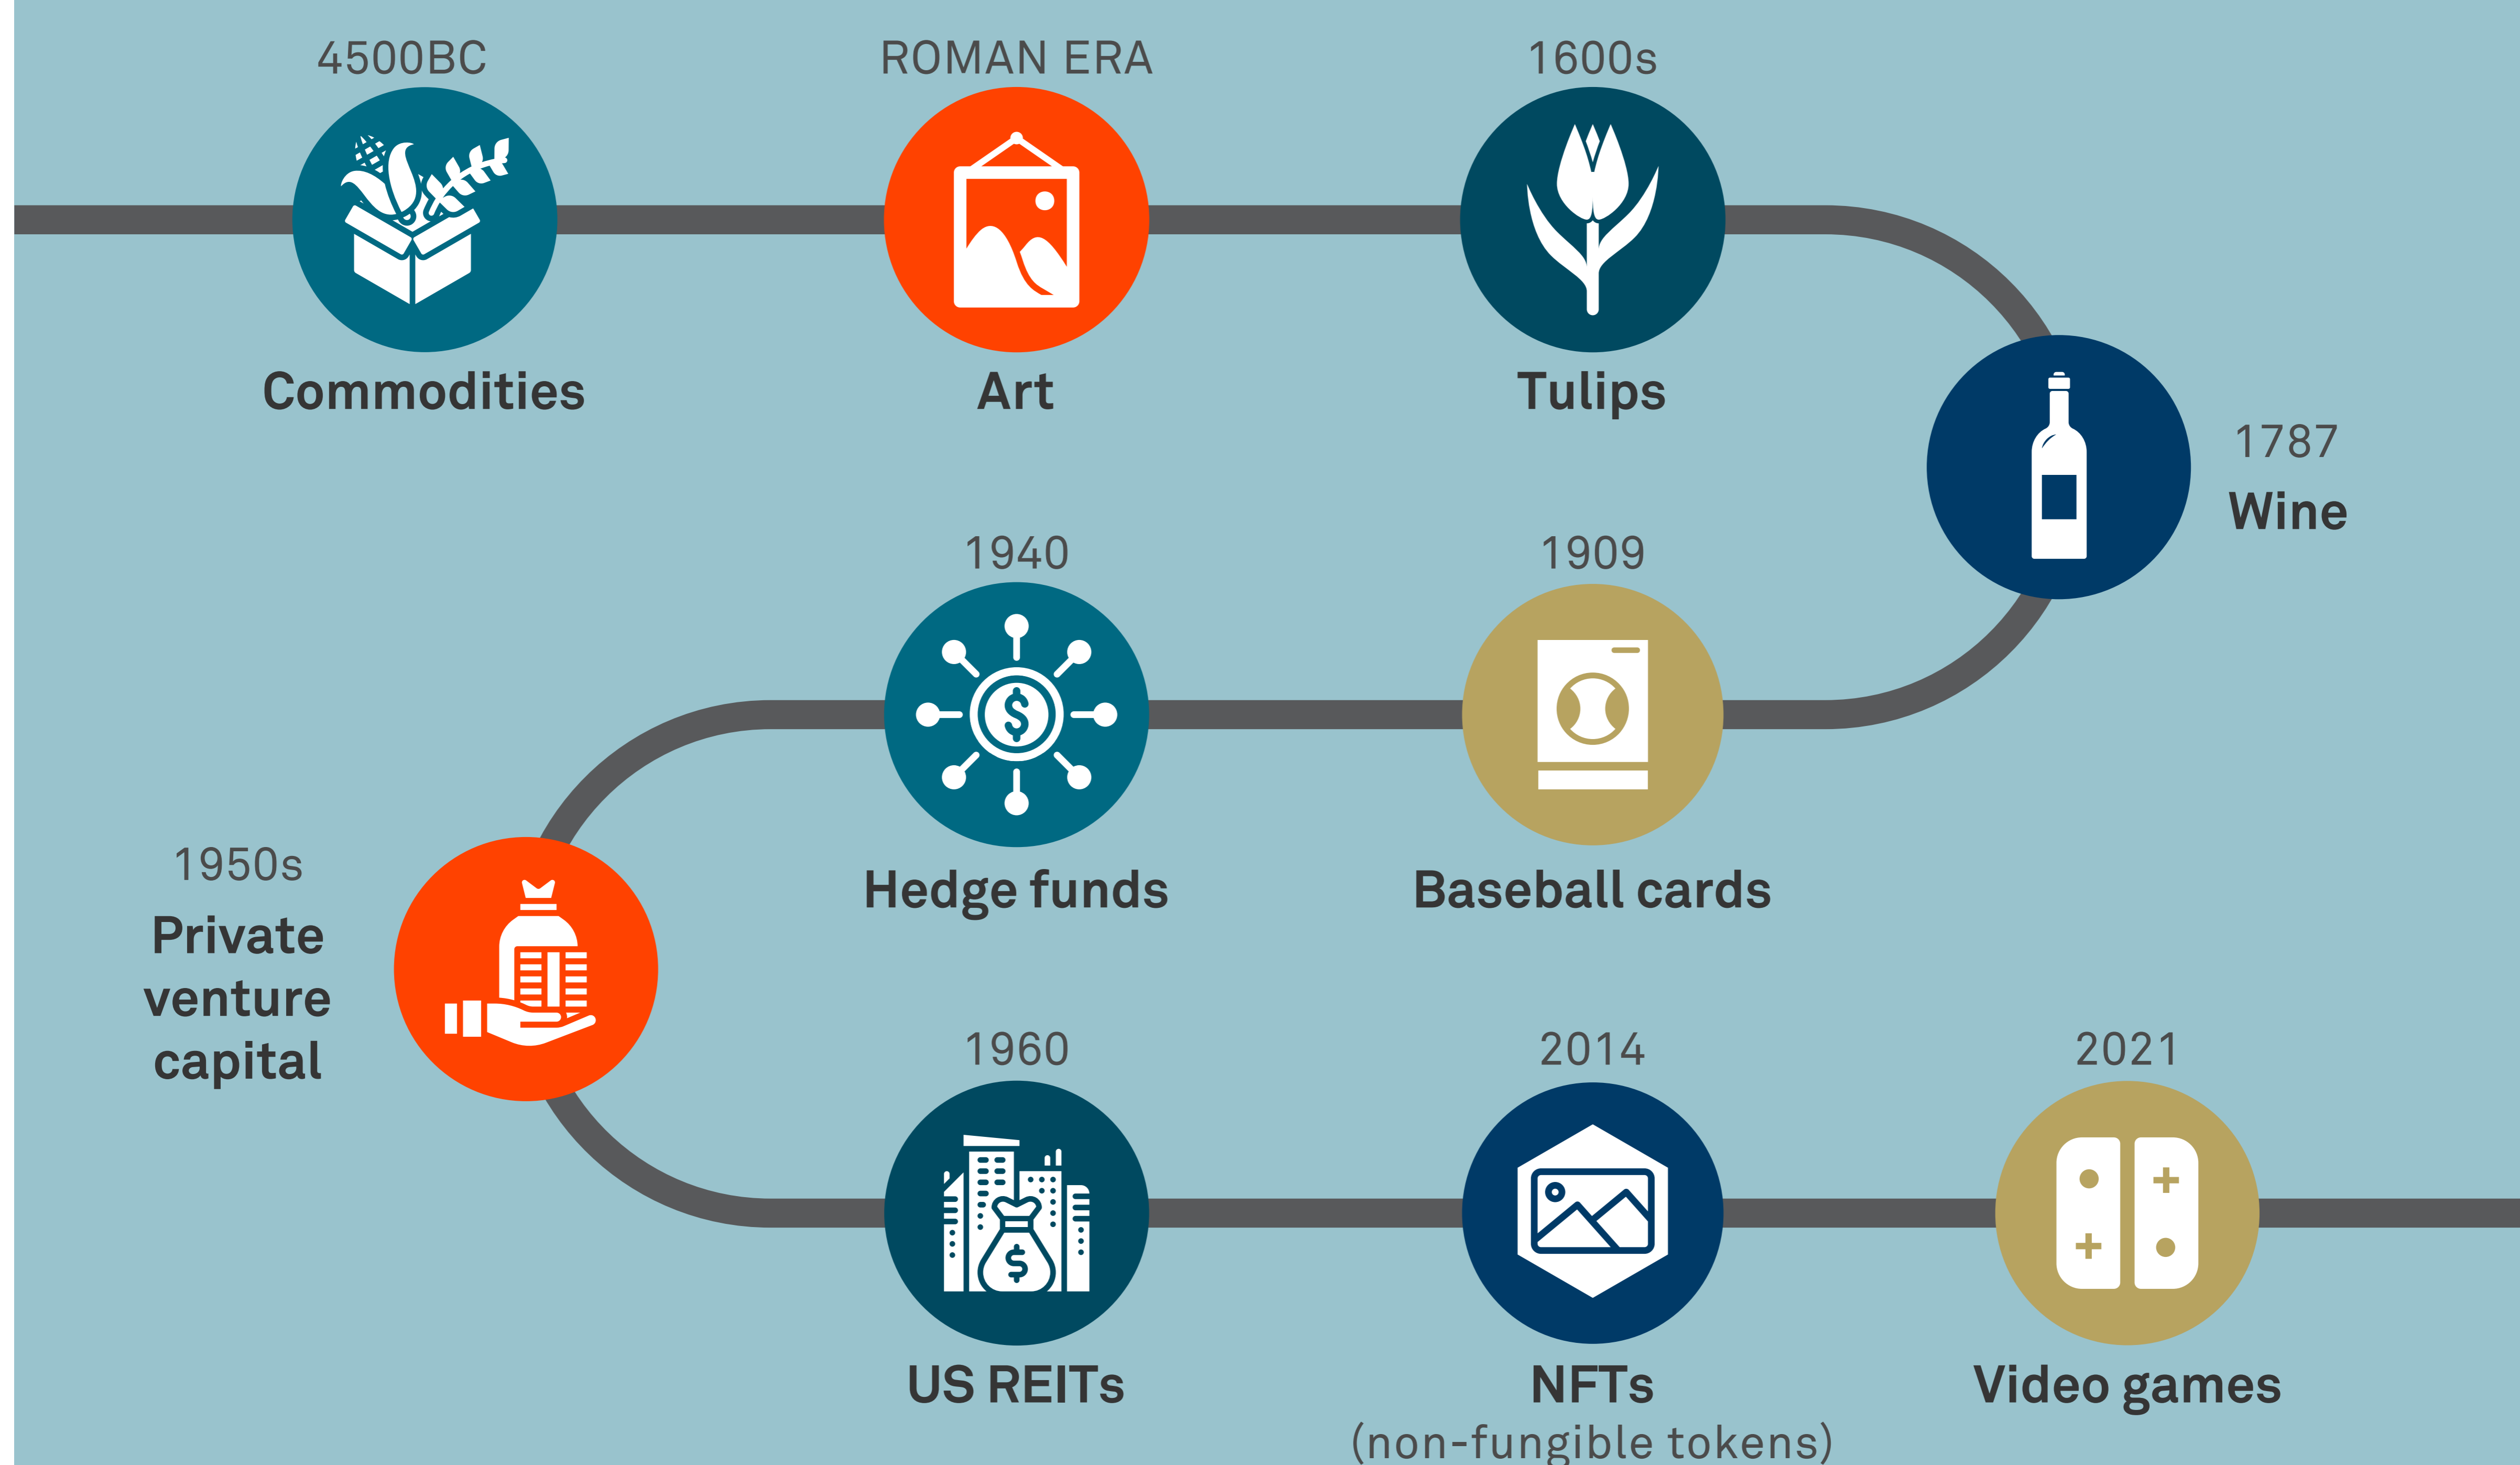 4500BC
Commodities
ROMAN ERA
Art
1600s
Tulips
1787
Wine
1909
Baseball cards
1940
Hedge funds
1950s
Private
venture
capital
1960
US REITs
2014
NFTs
(non-fungible tokens)
2021
Video games